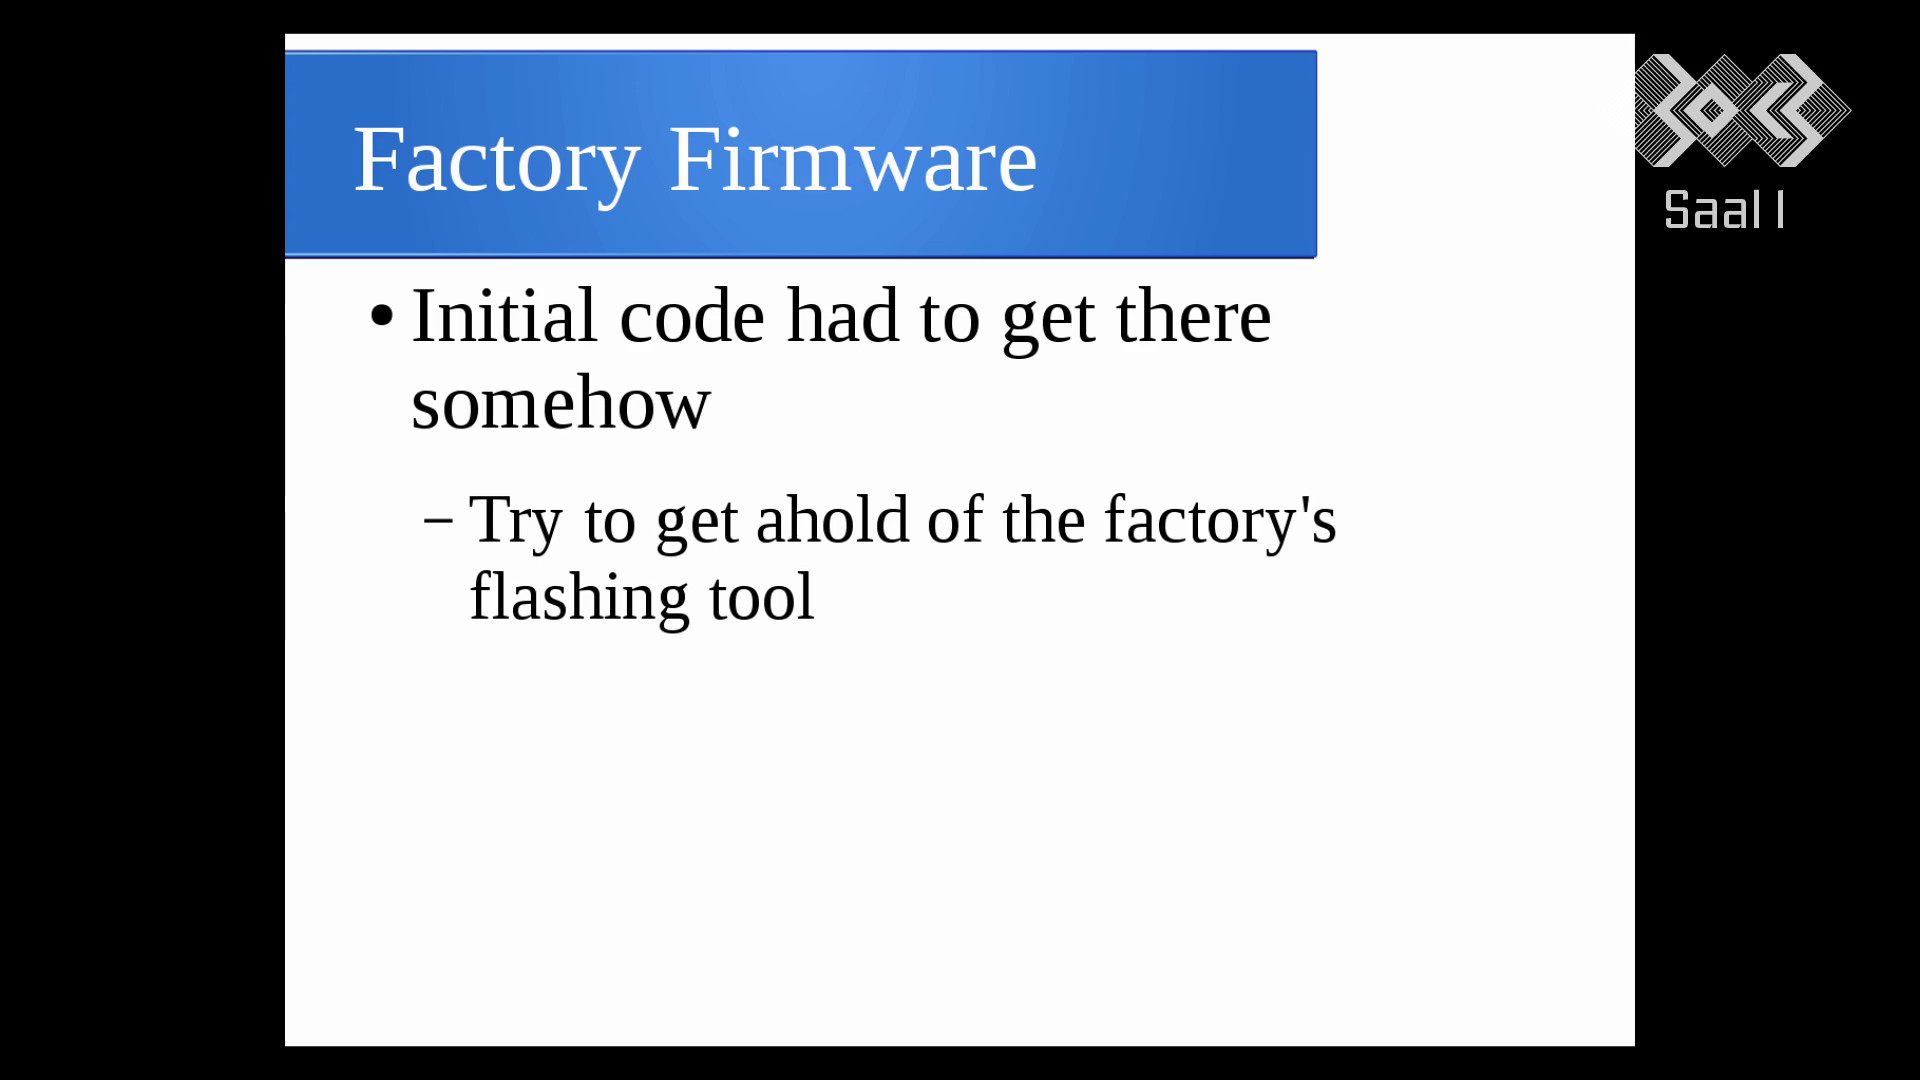 Factory Firmware
• Initial code had to get there
somehow
– Try to get ahold of the factory's
flashing tool
Saal 1